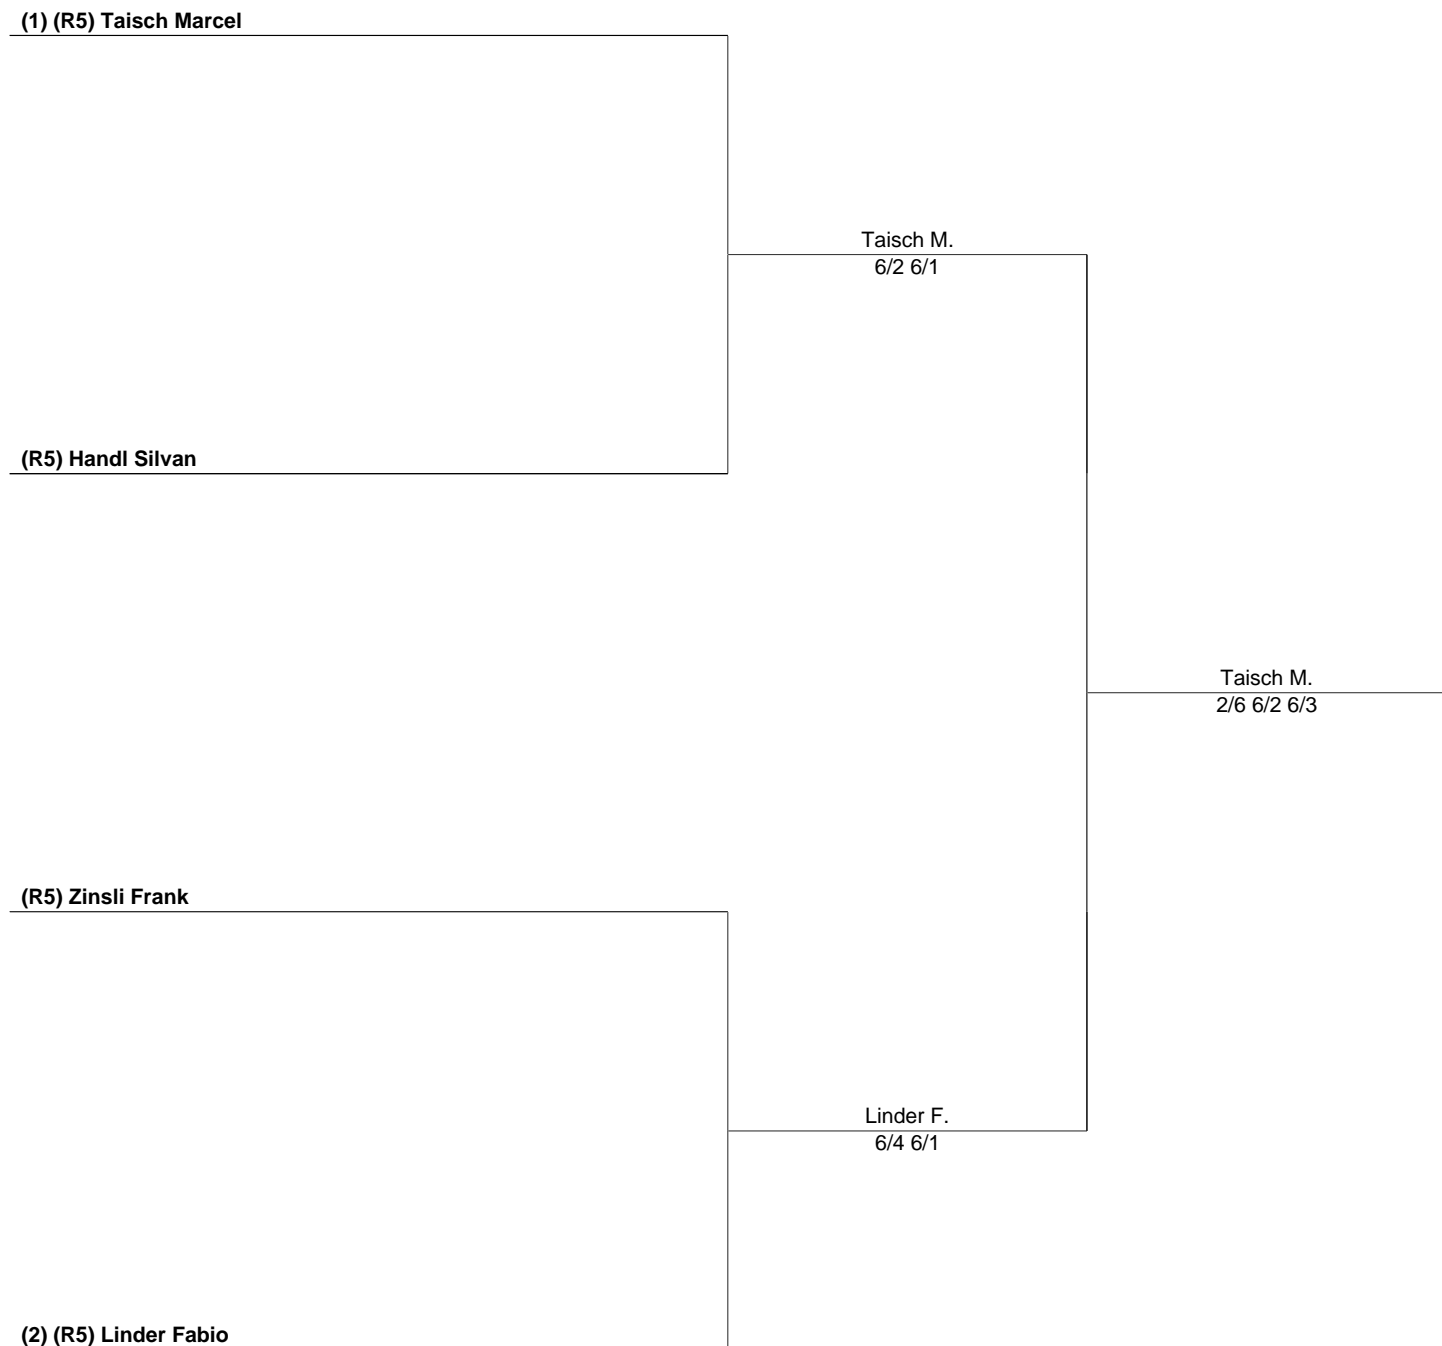 (1) (R5) Taisch Marcel
Taisch M.
6/2 6/1
(R5) Handl Silvan
Taisch M.
2/6 6/2 6/3
(R5) Zinsli Frank
Linder F.
6/4 6/1
(2) (R5) Linder Fabio